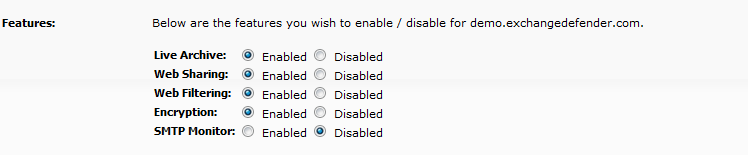 Features: Below are the features you wish to enable / disable for demo.exchangedefender.com.
Live Archive: Enabled Disabled
Web Sharing: Enabled Disabled
Web Filtering: Enabled Disabled
Encryption: Enabled Disabled
SMTP Monitor: Enabled Disabled